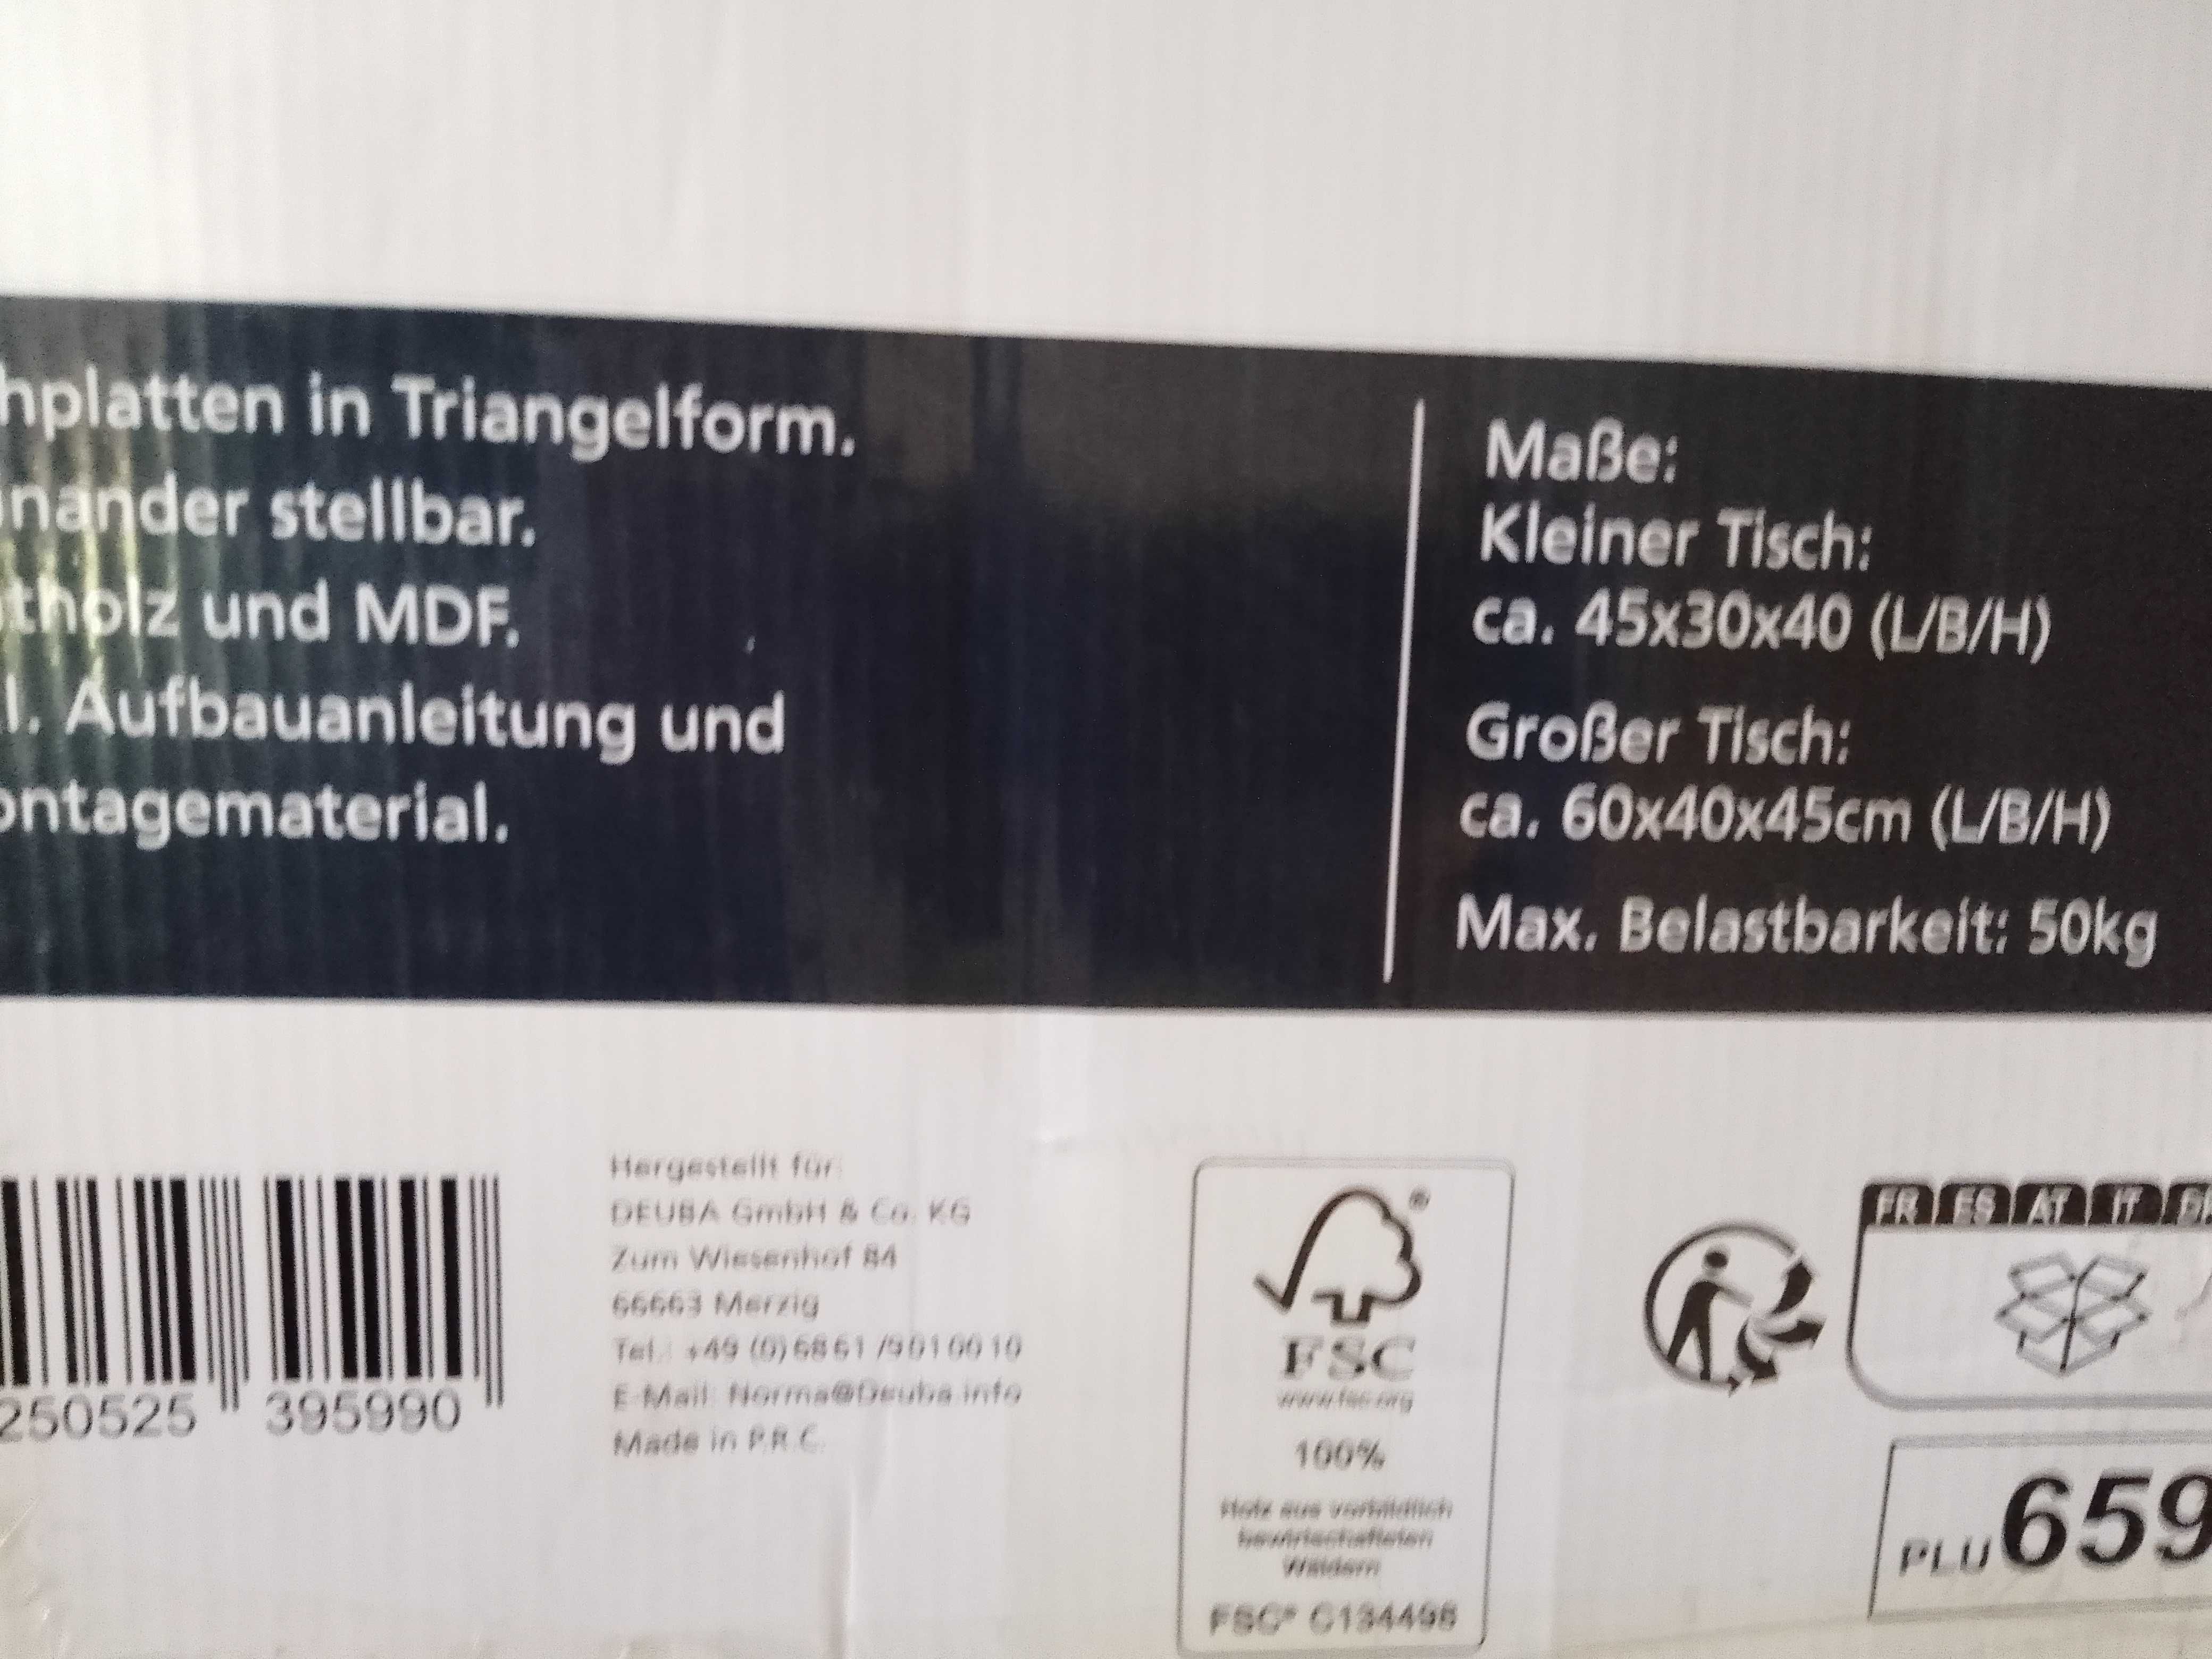 hplatten in Triangelform.
nander stellbar.
tholz und MDF.
l. Aufbauanleitung und
ontagematerial.
Maße:
Kleiner Tisch:
ca. 45x30x40 (L/B/H)
Großer Tisch:
ca. 60x40x45cm (L/B/H)
Max. Belastbarkeit: 50kg
250525 395990
Hergestellt für:
DEUBA GmbH & Co. KG
Zum Wiesenhof 84
66663 Merzig
Tel.: +49 (0) 6861 / 9010010
E-Mail: Norma@Deuba.info
Made in P.R.C.
®
FSC
www.fsc.org
100%
Holz aus vorbildlich
bewirtschafteten
Wäldern
FSC® C134498
FR ES AT IT
PLU 659